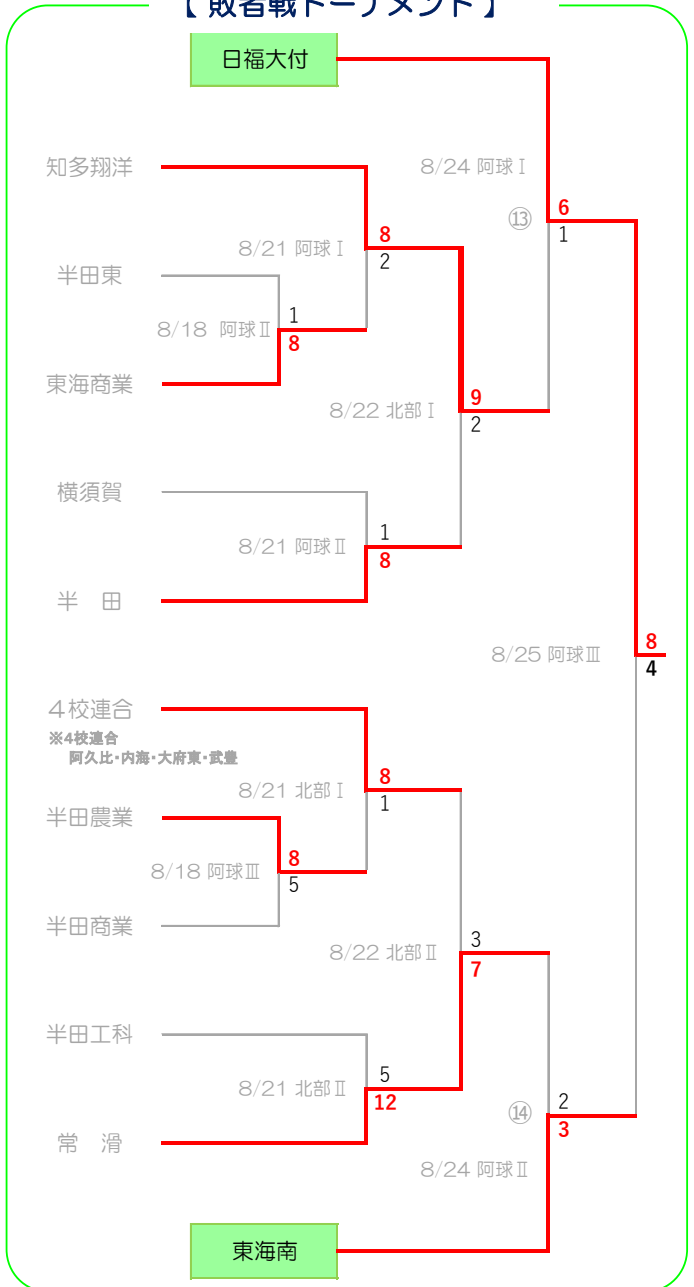 【 敗者戦トーナメント 】
日福大付
知多翔洋
8/24 阿球Ⅰ
⑬
6
1
8
2
8/21 阿球Ⅰ
半田東
8/18 阿球Ⅱ
1
8
東海商業
9
2
8/22 北部Ⅰ
横須賀
8/21 阿球Ⅱ
1
8
半 田
8/25 阿球Ⅲ
8
4
4校連合
※4校連合
阿久比・内海・大府東・武豊
8/21 北部Ⅰ
8
1
半田農業
8/18 阿球Ⅲ
8
5
半田商業
8/22 北部Ⅱ
3
7
半田工科
8/21 北部Ⅱ
5
12
⑭
2
3
常 滑
8/24 阿球Ⅱ
東海南